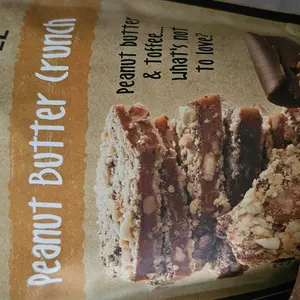 Peanut Butter Crunch
Peanut butter
& toffee...
what's not
to love?